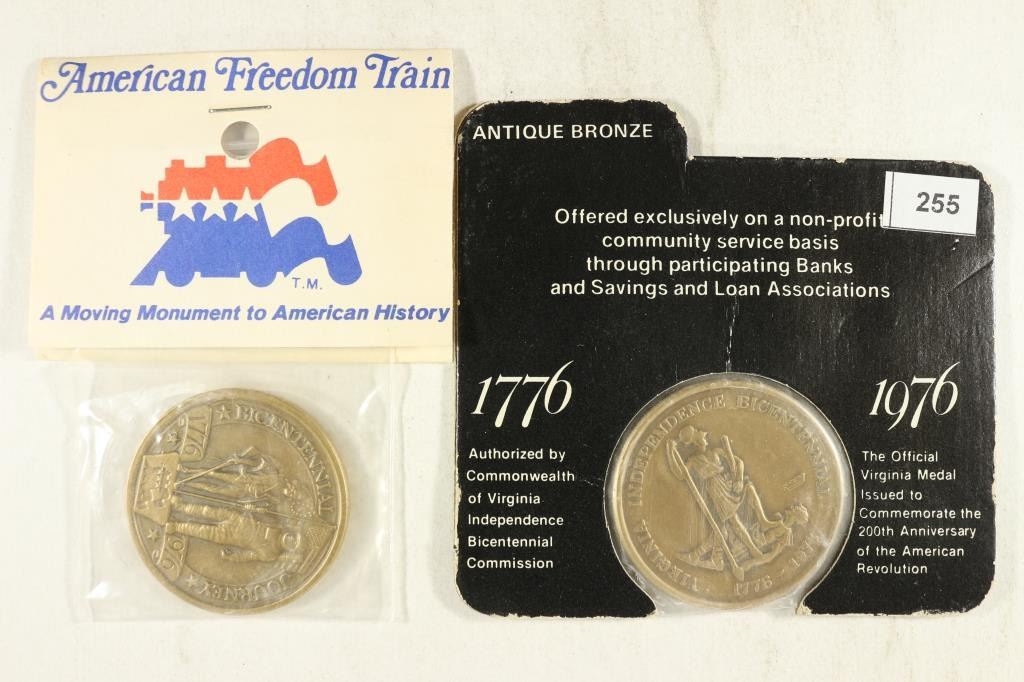 American Freedom Train
T.M.
A Moving Monument to American History
1776
BICENTENNIAL
JOURNEY
76
ANTIQUE BRONZE
255
Offered exclusively on a non-profit
community service basis
through participating Banks
and Savings and Loan Associations
1776
Authorized by
Commonwealth
of Virginia
Independence
Bicentennial
Commission
1976
The Official
Virginia Medal
Issued to
Commemorate the
200th Anniversary
of the American
Revolution
VIRGINIA INDEPENDENCE BICENTENNIAL
1776